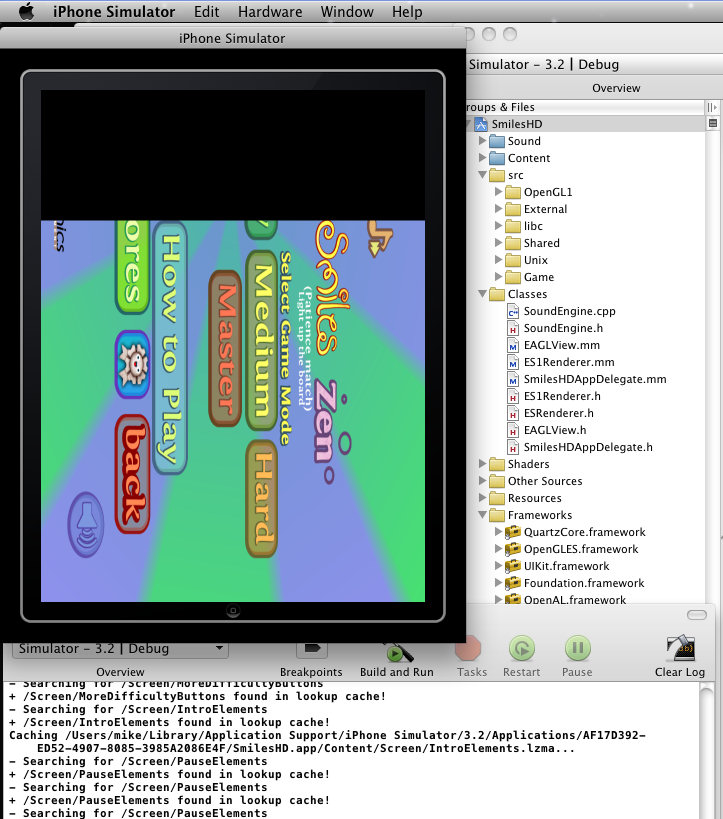 iPhone Simulator Edit Hardware Window Help
iPhone Simulator
Simulator – 3.2 | Debug
Overview
roups & Files
SmilesHD
Sound
Content
src
OpenGL1
External
libc
Shared
Unix
Game
Classes
SoundEngine.cpp
SoundEngine.h
EAGLView.mm
ES1Renderer.mm
SmilesHDAppDelegate.mm
ES1Renderer.h
ESRenderer.h
EAGLView.h
SmilesHDAppDelegate.h
Shaders
Other Sources
Resources
Frameworks
QuartzCore.framework
OpenGLES.framework
UIKit.framework
Foundation.framework
OpenAL.framework
Smiles
zen
(Patience match)
Light up the board
Select Game Mode
y
Medium
Hard
Master
How to Play
ores
back
pics
Simulator – 3.2 | Debug
Overview
Breakpoints
Build and Run
Tasks
Restart
Pause
Clear Log
– Searching for /Screen/MoreDifficultyButtons
+ /Screen/MoreDifficultyButtons found in lookup cache!
– Searching for /Screen/IntroElements
+ /Screen/IntroElements found in lookup cache!
Caching /Users/mike/Library/Application Support/iPhone Simulator/3.2/Applications/AF17D392-
ED52-4907-8085-3985A2086E4F/SmilesHD.app/Content/Screen/IntroElements.lzma...
– Searching for /Screen/PauseElements
+ /Screen/PauseElements found in lookup cache!
– Searching for /Screen/PauseElements
+ /Screen/PauseElements found in lookup cache!
– Searching for /Screen/PauseElements